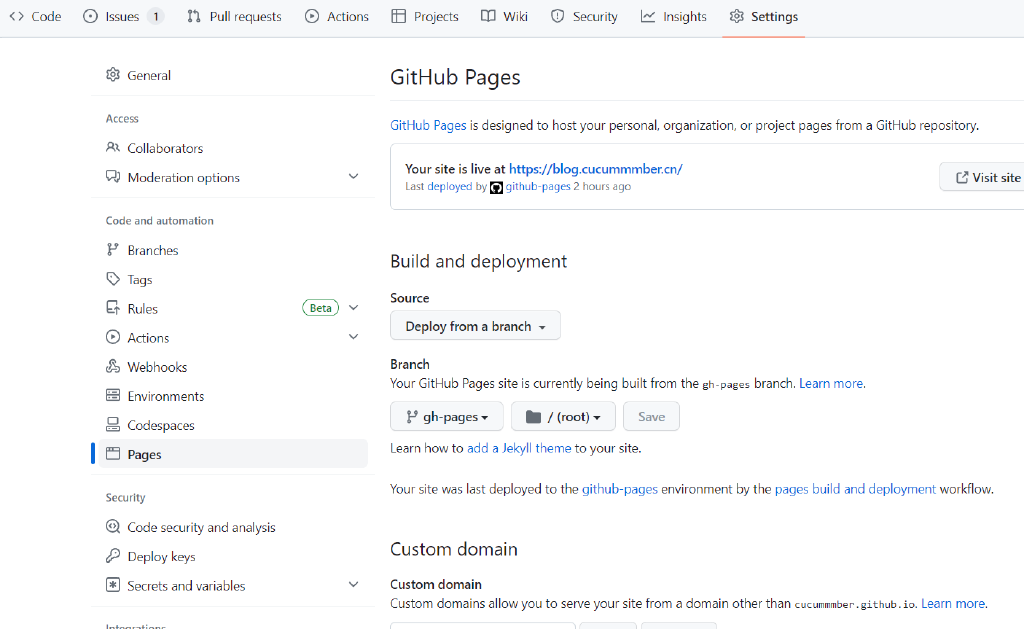 Code Issues 1 Pull requests Actions Projects Wiki Security Insights Settings
General
Access
Collaborators
Moderation options
Code and automation
Branches
Tags
Rules Beta
Actions
Webhooks
Environments
Codespaces
Pages
Security
Code security and analysis
Deploy keys
Secrets and variables
Integrations
GitHub Pages
GitHub Pages is designed to host your personal, organization, or project pages from a GitHub repository.
Your site is live at https://blog.cucummmber.cn/
Last deployed by github-pages 2 hours ago
Visit site
Build and deployment
Source
Deploy from a branch
Branch
Your GitHub Pages site is currently being built from the gh-pages branch. Learn more.
gh-pages / (root) Save
Learn how to add a Jekyll theme to your site.
Your site was last deployed to the github-pages environment by the pages build and deployment workflow.
Custom domain
Custom domain
Custom domains allow you to serve your site from a domain other than cucummmber.github.io. Learn more.